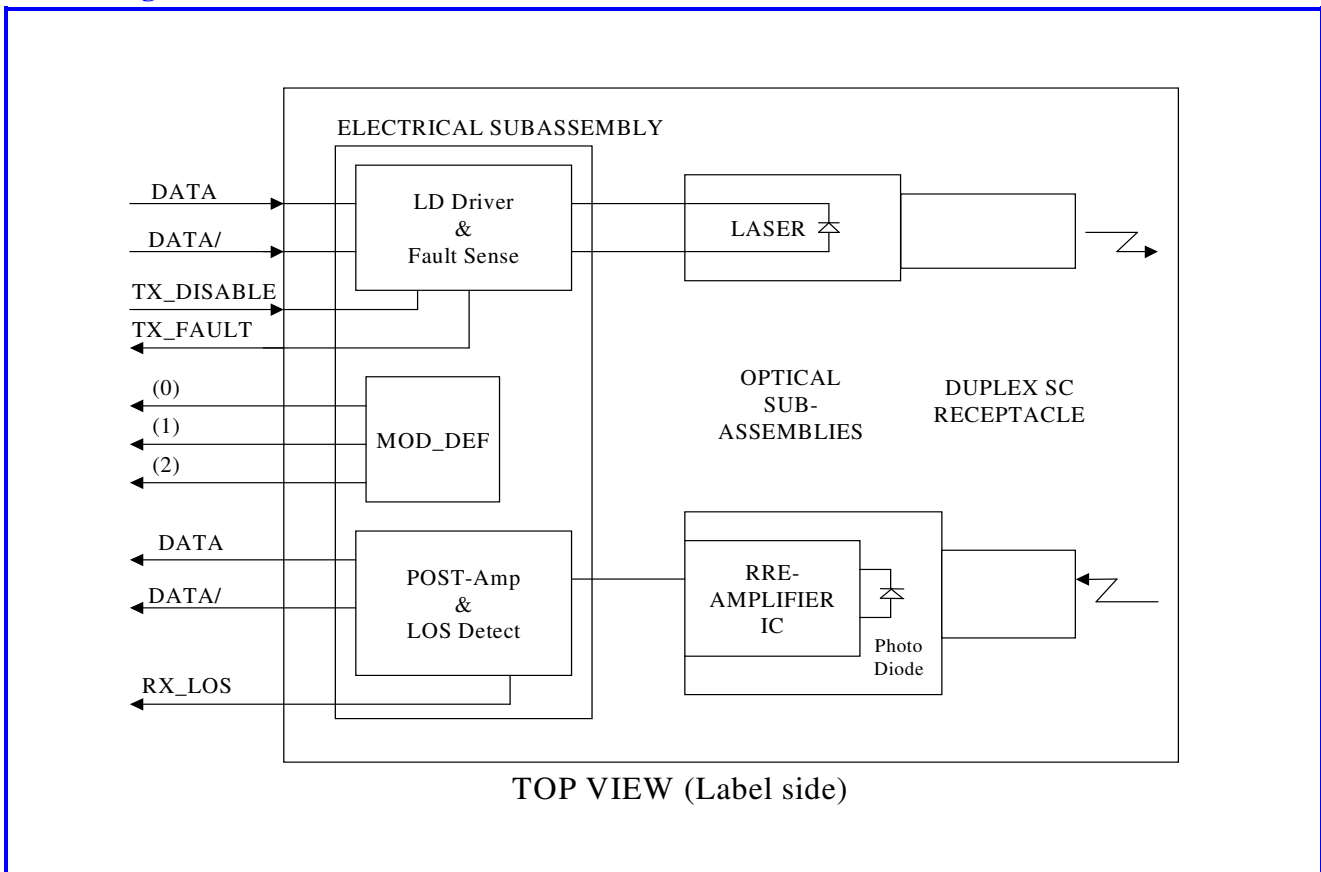 ELECTRICAL SUBASSEMBLY
DATA
DATA/
TX_DISABLE
TX_FAULT
LD Driver
&
Fault Sense
LASER
(0)
(1)
(2)
MOD_DEF
OPTICAL
SUB-
ASSEMBLIES
DUPLEX SC
RECEPTACLE
DATA
DATA/
RX_LOS
POST-Amp
&
LOS Detect
RRE-
AMPLIFIER
IC
Photo
Diode
TOP VIEW (Label side)